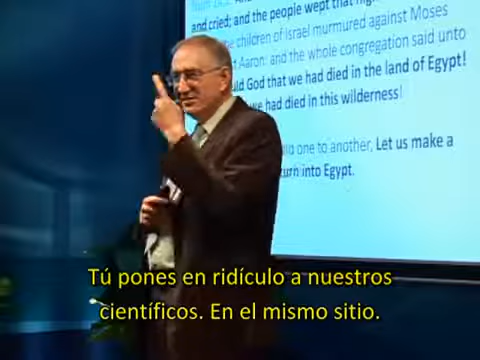 and cried; and the people wept that
the children of Israel murmured against Moses
Aaron: and the whole congregation said unto
God that we had died in the land of Egypt!
we had died in this wilderness!
one to another, Let us make a
into Egypt.
Tú pones en ridículo a nuestros
científicos. En el mismo sitio.